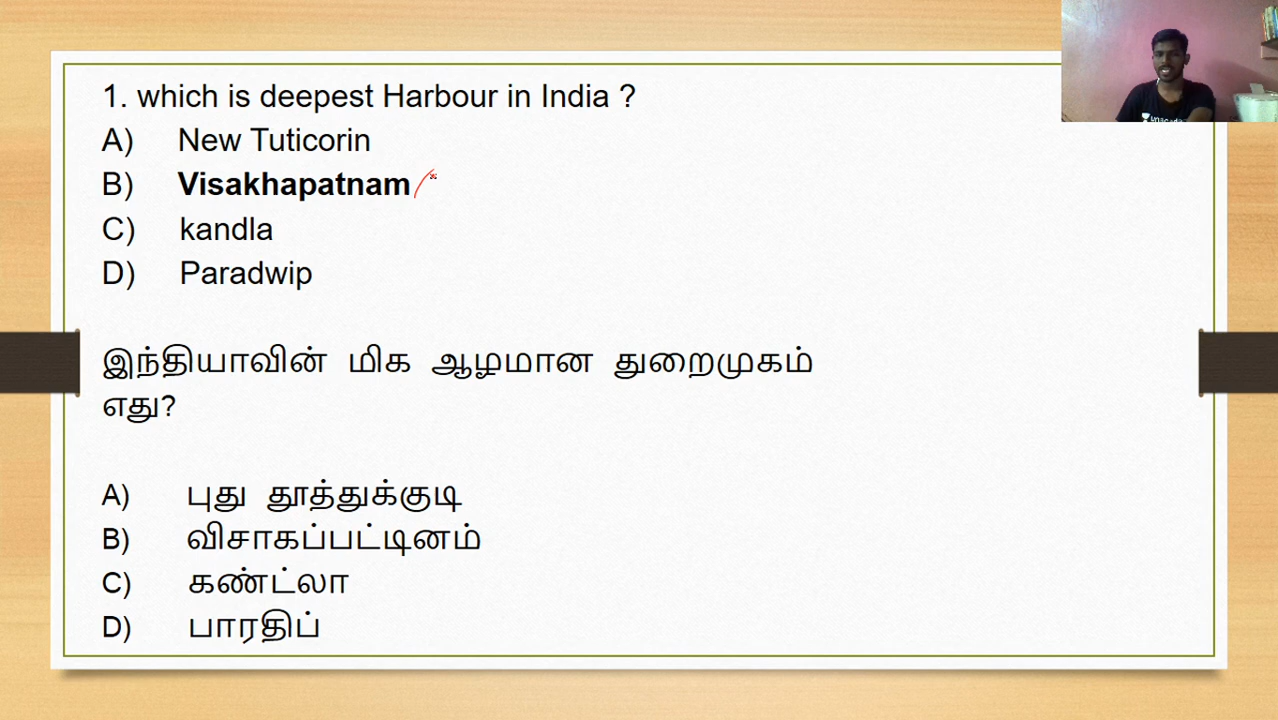 1. which is deepest Harbour in India ?
A) New Tuticorin
B) Visakhapatnam
C) kandla
D) Paradwip
இந்தியாவின் மிக ஆழமான துறைமுகம்
எது?
A) புது தூத்துக்குடி
B) விசாகப்பட்டினம்
C) கண்ட்லா
D) பாரதிப்